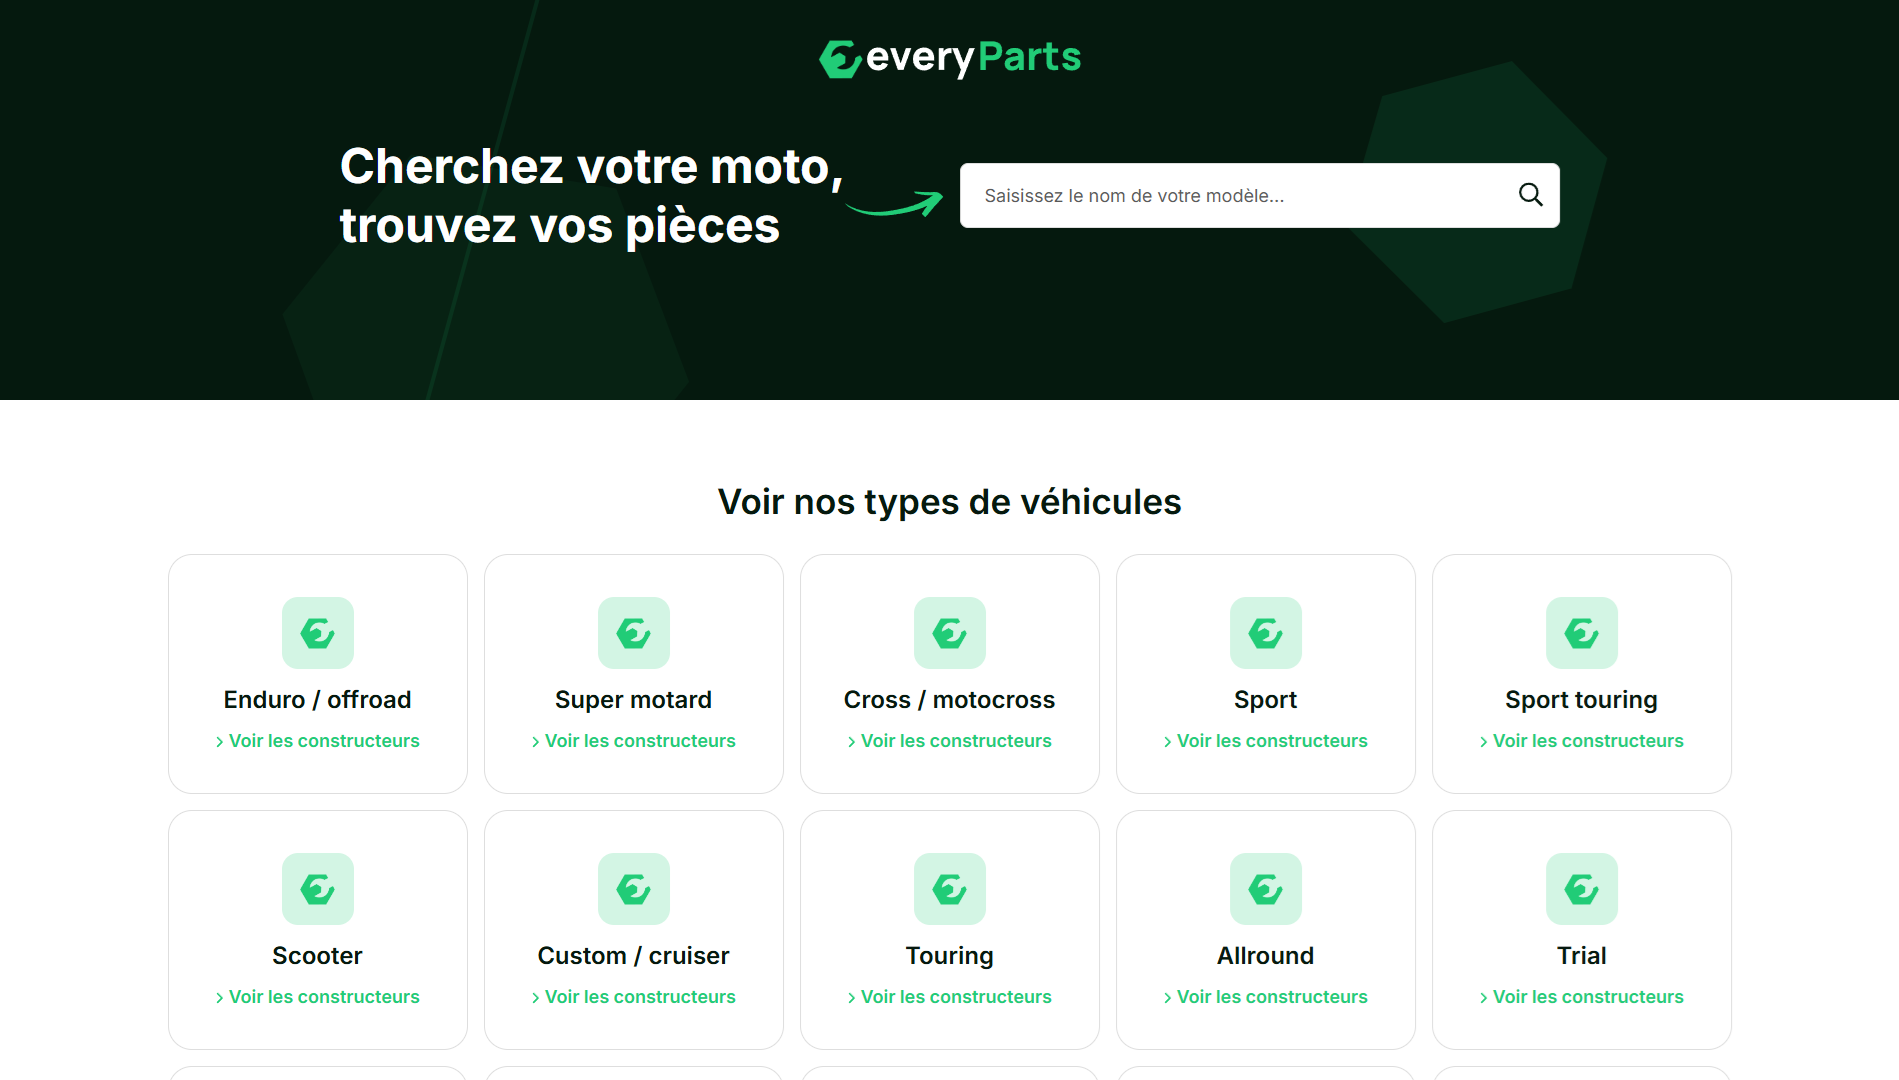 everyParts
Cherchez votre moto,
trouvez vos pièces
Saisissez le nom de votre modèle...
Voir nos types de véhicules
Enduro / offroad
Voir les constructeurs
Super motard
Voir les constructeurs
Cross / motocross
Voir les constructeurs
Sport
Voir les constructeurs
Sport touring
Voir les constructeurs
Scooter
Voir les constructeurs
Custom / cruiser
Voir les constructeurs
Touring
Voir les constructeurs
Allround
Voir les constructeurs
Trial
Voir les constructeurs